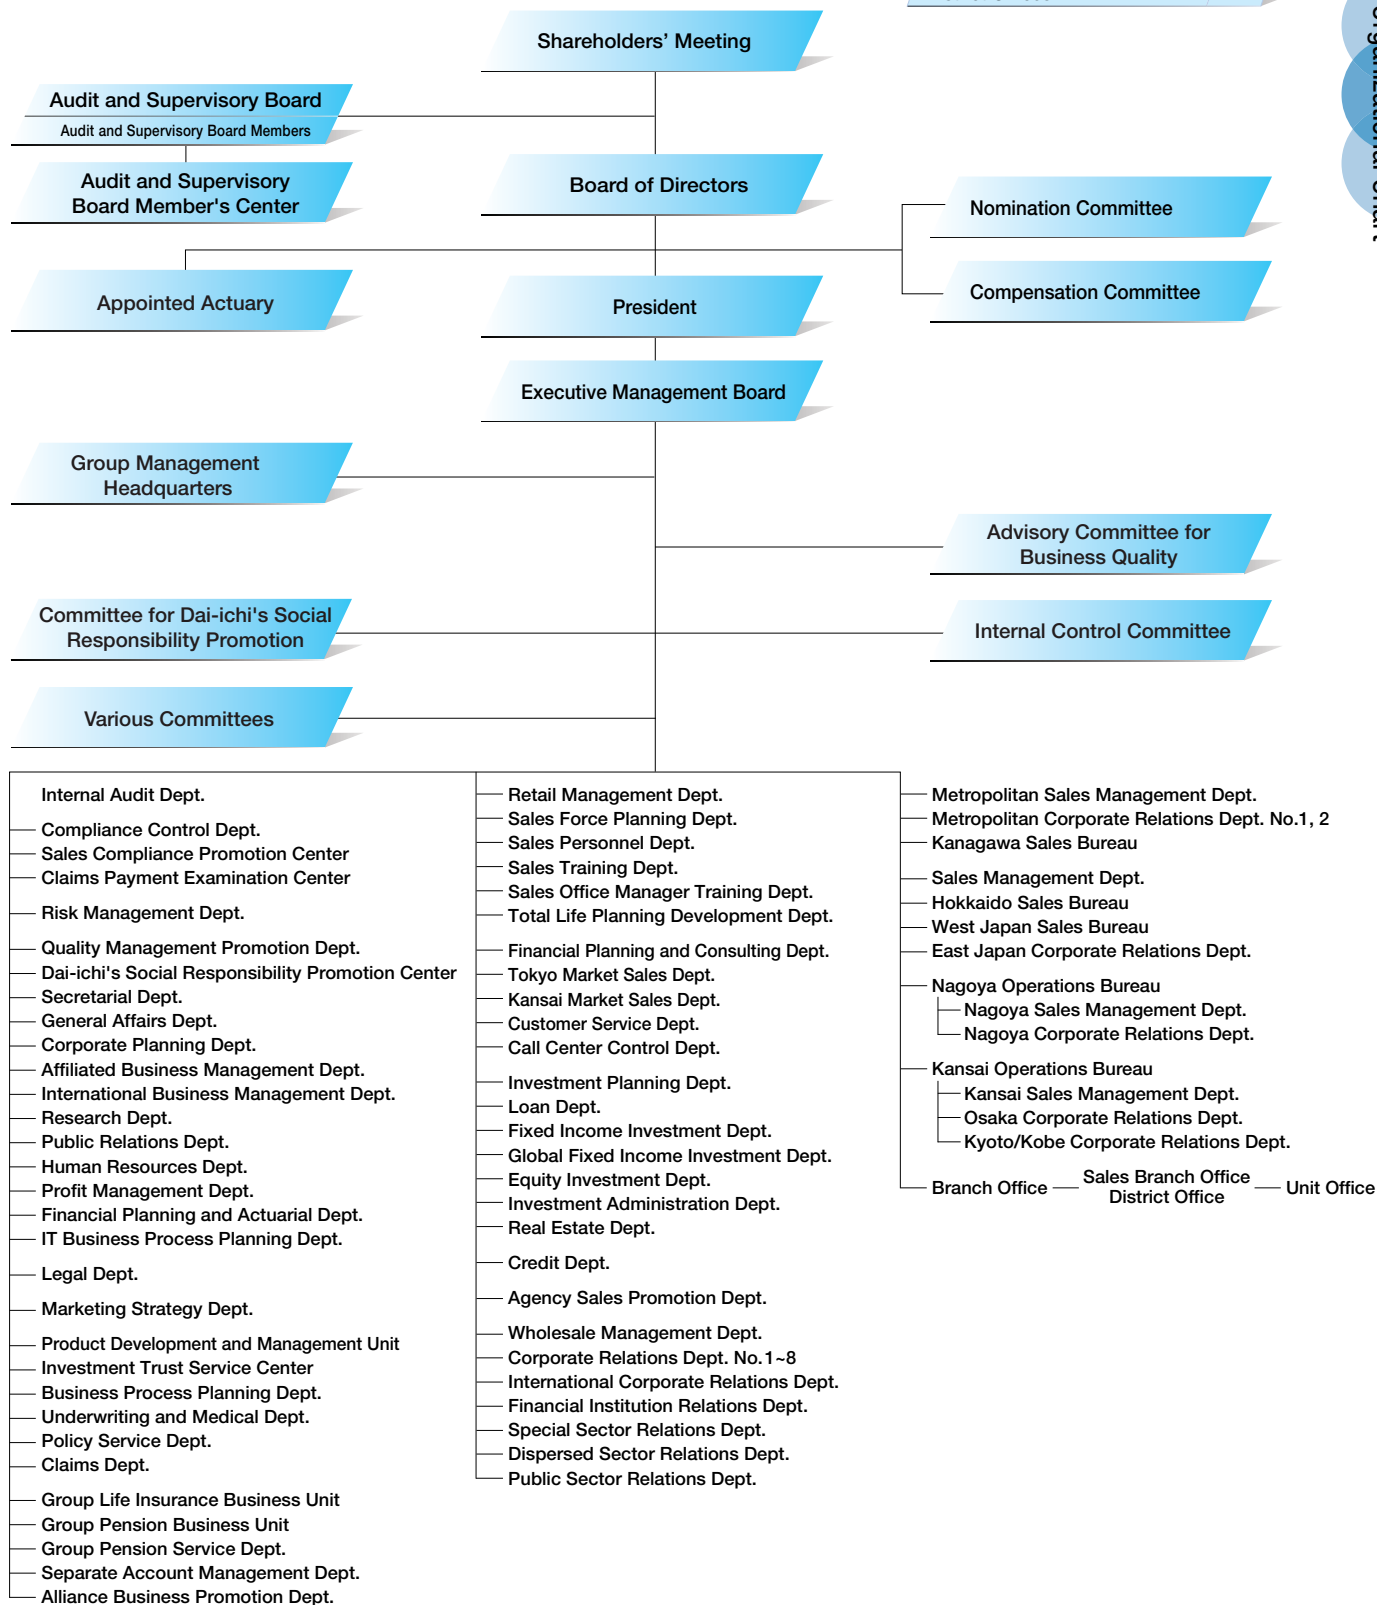 Shareholders’ Meeting
Audit and Supervisory Board
Audit and Supervisory Board Members
Audit and Supervisory
Board Member's Center
Board of Directors
Nomination Committee
Compensation Committee
Appointed Actuary
President
Executive Management Board
Group Management
Headquarters
Advisory Committee for
Business Quality
Committee for Dai-ichi's Social
Responsibility Promotion
Internal Control Committee
Various Committees
Internal Audit Dept.
Compliance Control Dept.
Sales Compliance Promotion Center
Claims Payment Examination Center
Risk Management Dept.
Quality Management Promotion Dept.
Dai-ichi's Social Responsibility Promotion Center
Secretarial Dept.
General Affairs Dept.
Corporate Planning Dept.
Affiliated Business Management Dept.
International Business Management Dept.
Research Dept.
Public Relations Dept.
Human Resources Dept.
Profit Management Dept.
Financial Planning and Actuarial Dept.
IT Business Process Planning Dept.
Legal Dept.
Marketing Strategy Dept.
Product Development and Management Unit
Investment Trust Service Center
Business Process Planning Dept.
Underwriting and Medical Dept.
Policy Service Dept.
Claims Dept.
Group Life Insurance Business Unit
Group Pension Business Unit
Group Pension Service Dept.
Separate Account Management Dept.
Alliance Business Promotion Dept.
Retail Management Dept.
Sales Force Planning Dept.
Sales Personnel Dept.
Sales Training Dept.
Sales Office Manager Training Dept.
Total Life Planning Development Dept.
Financial Planning and Consulting Dept.
Tokyo Market Sales Dept.
Kansai Market Sales Dept.
Customer Service Dept.
Call Center Control Dept.
Investment Planning Dept.
Loan Dept.
Fixed Income Investment Dept.
Global Fixed Income Investment Dept.
Equity Investment Dept.
Investment Administration Dept.
Real Estate Dept.
Credit Dept.
Agency Sales Promotion Dept.
Wholesale Management Dept.
Corporate Relations Dept. No.1~8
International Corporate Relations Dept.
Financial Institution Relations Dept.
Special Sector Relations Dept.
Dispersed Sector Relations Dept.
Public Sector Relations Dept.
Metropolitan Sales Management Dept.
Metropolitan Corporate Relations Dept. No.1, 2
Kanagawa Sales Bureau
Sales Management Dept.
Hokkaido Sales Bureau
West Japan Sales Bureau
East Japan Corporate Relations Dept.
Nagoya Operations Bureau
Nagoya Sales Management Dept.
Nagoya Corporate Relations Dept.
Kansai Operations Bureau
Kansai Sales Management Dept.
Osaka Corporate Relations Dept.
Kyoto/Kobe Corporate Relations Dept.
Branch Office
Sales Branch Office
District Office
Unit Office